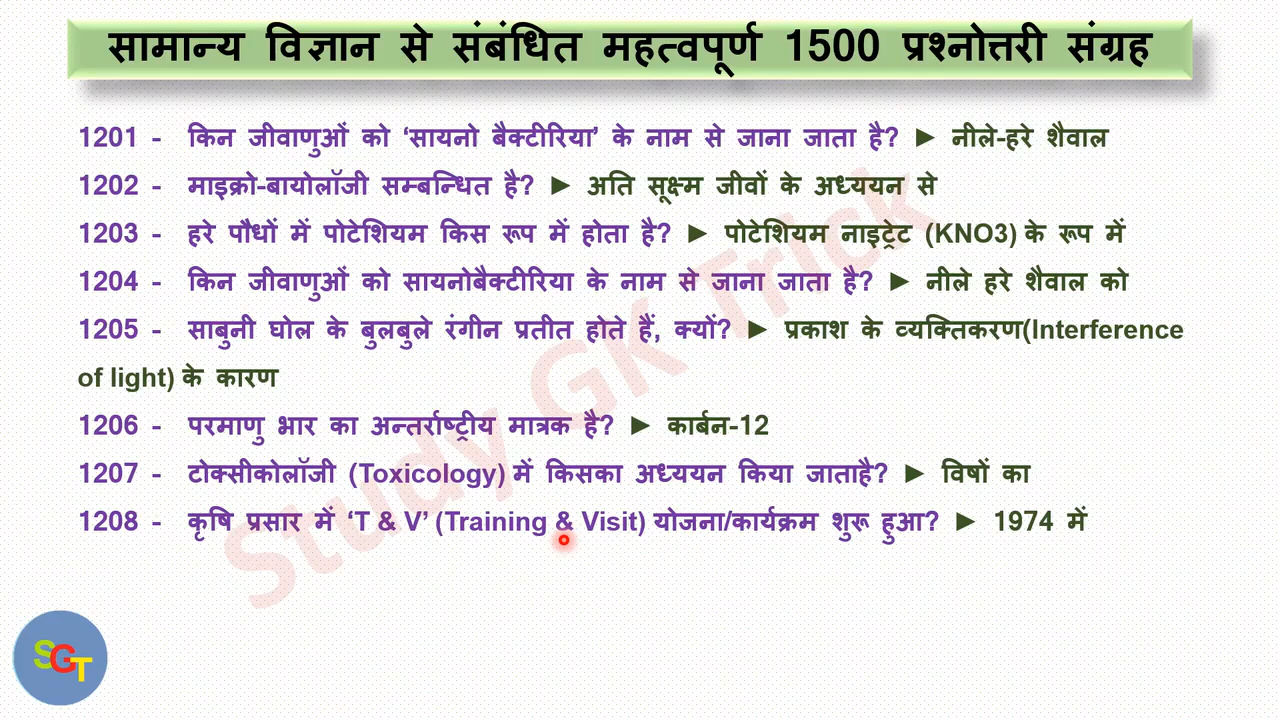 सामान्य विज्ञान से संबंधित महत्वपूर्ण 1500 प्रश्नोत्तरी संग्रह
1201 - किन जीवाणुओं को ‘सायनो बैक्टीरिया’ के नाम से जाना जाता है? ► नीले-हरे शैवाल
1202 - माइक्रो-बायोलॉजी सम्बन्धित है? ► अति सूक्ष्म जीवों के अध्ययन से
1203 - हरे पौधों में पोटेशियम किस रूप में होता है? ► पोटेशियम नाइट्रेट (KNO3) के रूप में
1204 - किन जीवाणुओं को सायनोबैक्टीरिया के नाम से जाना जाता है? ► नीले हरे शैवाल को
1205 - साबुनी घोल के बुलबुले रंगीन प्रतीत होते हैं, क्यों? ► प्रकाश के व्यक्तिकरण(Interference
of light) के कारण
1206 - परमाणु भार का अन्तर्राष्ट्रीय मात्रक है? ► कार्बन-12
1207 - टोक्सीकोलॉजी (Toxicology) में किसका अध्ययन किया जाताहै? ► विषों का
1208 - कृषि प्रसार में ‘T & V’ (Training & Visit) योजना/कार्यक्रम शुरू हुआ? ► 1974 में
Study GK Trick
SGT